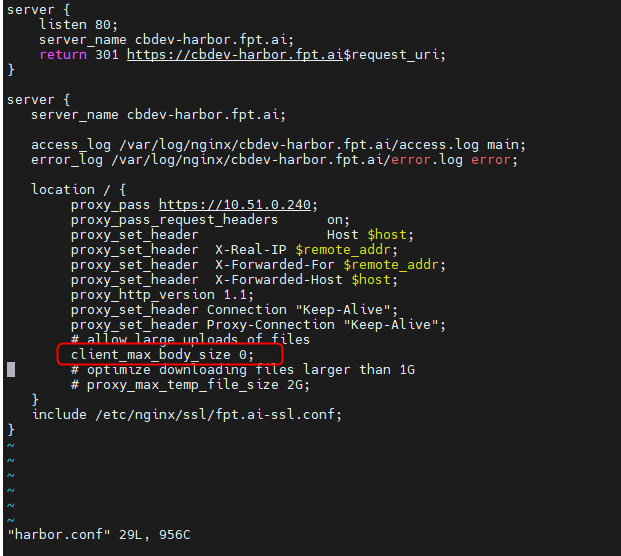 server {
    listen 80;
    server_name cbdev-harbor.fpt.ai;
    return 301 https://cbdev-harbor.fpt.ai$request_uri;
}
server {
   server_name cbdev-harbor.fpt.ai;
   access_log /var/log/nginx/cbdev-harbor.fpt.ai/access.log main;
   error_log /var/log/nginx/cbdev-harbor.fpt.ai/error.log error;
   location / {
        proxy_pass https://10.51.0.240;
        proxy_pass_request_headers      on;
        proxy_set_header                Host $host;
        proxy_set_header  X-Real-IP $remote_addr;
        proxy_set_header  X-Forwarded-For $remote_addr;
        proxy_set_header  X-Forwarded-Host $host;
        proxy_http_version 1.1;
        proxy_set_header Connection "Keep-Alive";
        proxy_set_header Proxy-Connection "Keep-Alive";
        # allow large uploads of files
        client_max_body_size 0;
        # optimize downloading files larger than 1G
        # proxy_max_temp_file_size 2G;
   }
   include /etc/nginx/ssl/fpt.ai-ssl.conf;
}
~
~
~
~
~
~
"harbor.conf" 29L, 956C